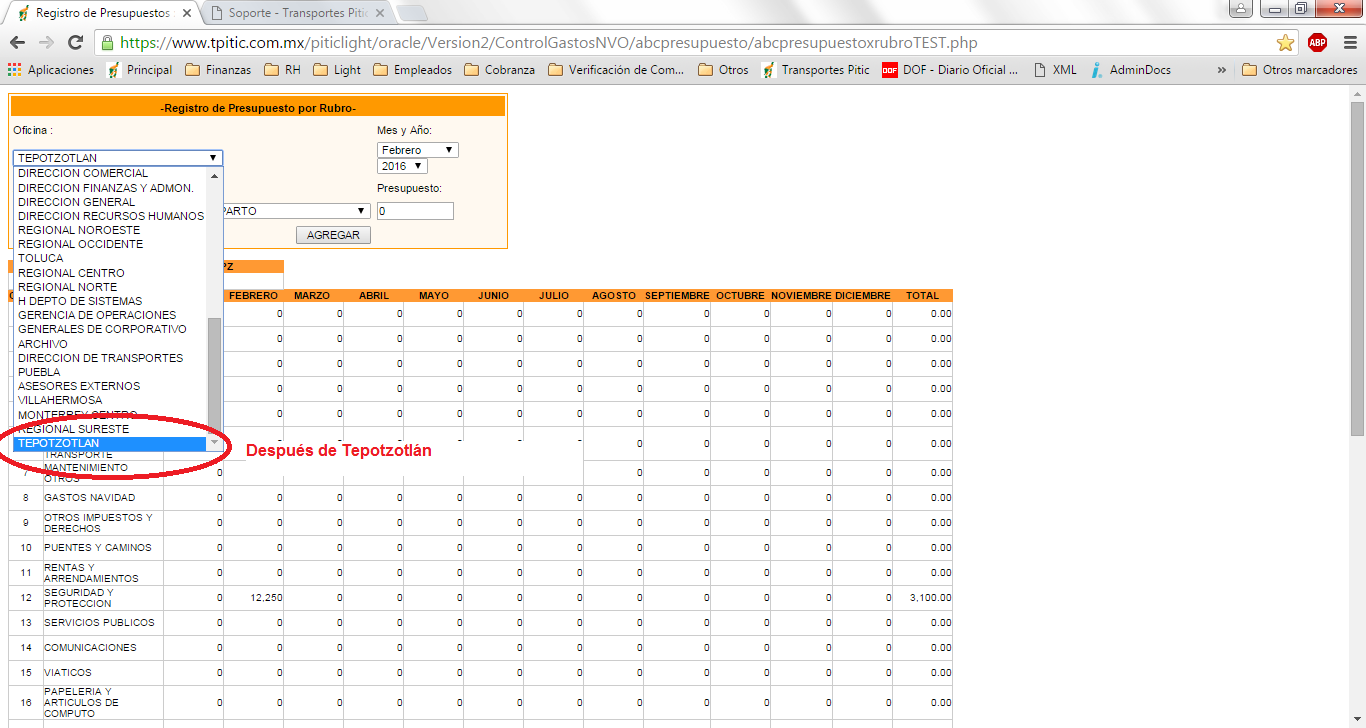 Registro de Presupuestos
Soporte - Transportes Pitic
https://www.tpitic.com.mx/piticlight/oracle/Version2/ControlGastosNVO/abcpresupuesto/abcpresupuestoxrubroTEST.php
ABP
Aplicaciones Principal Finanzas RH Light Empleados Cobranza Verificación de Com... Otros Transportes Pitic DOF DOF - Diario Oficial ... XML AdminDocs » Otros marcadores
-Registro de Presupuesto por Rubro-
Oficina : Mes y Año:
TEPOTZOTLAN Febrero
2016
DIRECCION COMERCIAL
DIRECCION FINANZAS Y ADMON. Presupuesto:
DIRECCION GENERAL
DIRECCION RECURSOS HUMANOS PARTO 0
REGIONAL NOROESTE AGREGAR
REGIONAL OCCIDENTE
TOLUCA
REGIONAL CENTRO PZ
REGIONAL NORTE
H DEPTO DE SISTEMAS
GERENCIA DE OPERACIONES
GENERALES DE CORPORATIVO
ARCHIVO
DIRECCION DE TRANSPORTES
PUEBLA
ASESORES EXTERNOS
VILLAHERMOSA
MONTERREY CENTRO
REGIONAL SURESTE
TEPOTZOTLAN
Después de Tepotzotlán
FEBRERO MARZO ABRIL MAYO JUNIO JULIO AGOSTO SEPTIEMBRE OCTUBRE NOVIEMBRE DICIEMBRE TOTAL
0 0 0 0 0 0 0 0 0 0 0 0.00
0 0 0 0 0 0 0 0 0 0 0 0.00
0 0 0 0 0 0 0 0 0 0 0 0.00
0 0 0 0 0 0 0 0 0 0 0 0.00
0 0 0 0 0 0 0 0 0 0 0 0.00
TRANSPORTE 0 0 0 0 0 0.00
7 MANTENIMIENTO
OTROS 0 0 0 0 0 0 0.00
8 GASTOS NAVIDAD 0 0 0 0 0 0 0 0 0 0 0 0 0.00
9 OTROS IMPUESTOS Y
DERECHOS 0 0 0 0 0 0 0 0 0 0 0 0 0.00
10 PUENTES Y CAMINOS 0 0 0 0 0 0 0 0 0 0 0 0 0.00
11 RENTAS Y
ARRENDAMIENTOS 0 0 0 0 0 0 0 0 0 0 0 0 0.00
12 SEGURIDAD Y
PROTECCION 0 12,250 0 0 0 0 0 0 0 0 0 0 3,100.00
13 SERVICIOS PUBLICOS 0 0 0 0 0 0 0 0 0 0 0 0 0.00
14 COMUNICACIONES 0 0 0 0 0 0 0 0 0 0 0 0 0.00
15 VIATICOS 0 0 0 0 0 0 0 0 0 0 0 0 0.00
16 PAPELERIA Y
ARTICULOS DE
COMPUTO 0 0 0 0 0 0 0 0 0 0 0 0 0.00